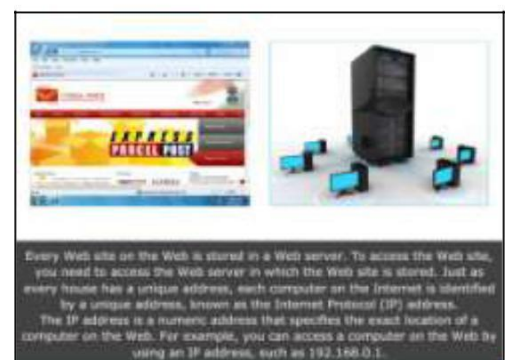 EXPRESS
PARCEL POST
Every Web site on the Web is stored in a Web server. To access the Web site,
you need to access the Web server in which the Web site is stored. Just as
every house has a unique address, each computer on the Internet is identified
by a unique address, known as the Internet Protocol (IP) address.
The IP address is a numeric address that specifies the exact location of a
computer on the Web. For example, you can access a computer on the Web by
using an IP address, such as 192.168.0.1.